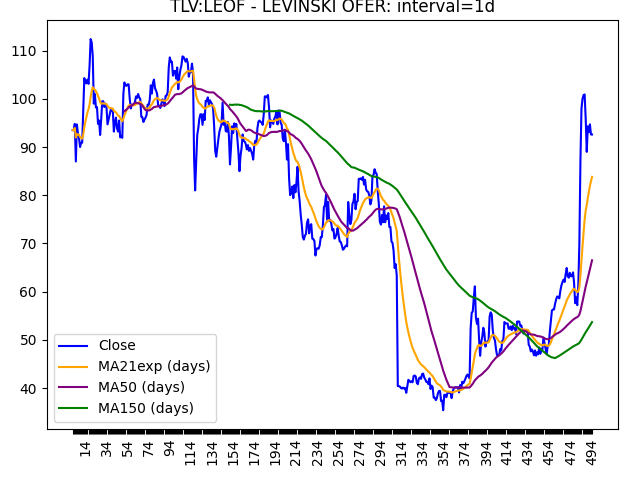 TLV:LEOF - LEVINSKI OFER: interval=1d
110
100
90
80
70
60
50
40
Close
MA21exp (days)
MA50 (days)
MA150 (days)
14 34 54 74 94 114 134 154 174 194 214 234 254 274 294 314 334 354 374 394 414 434 454 474 494